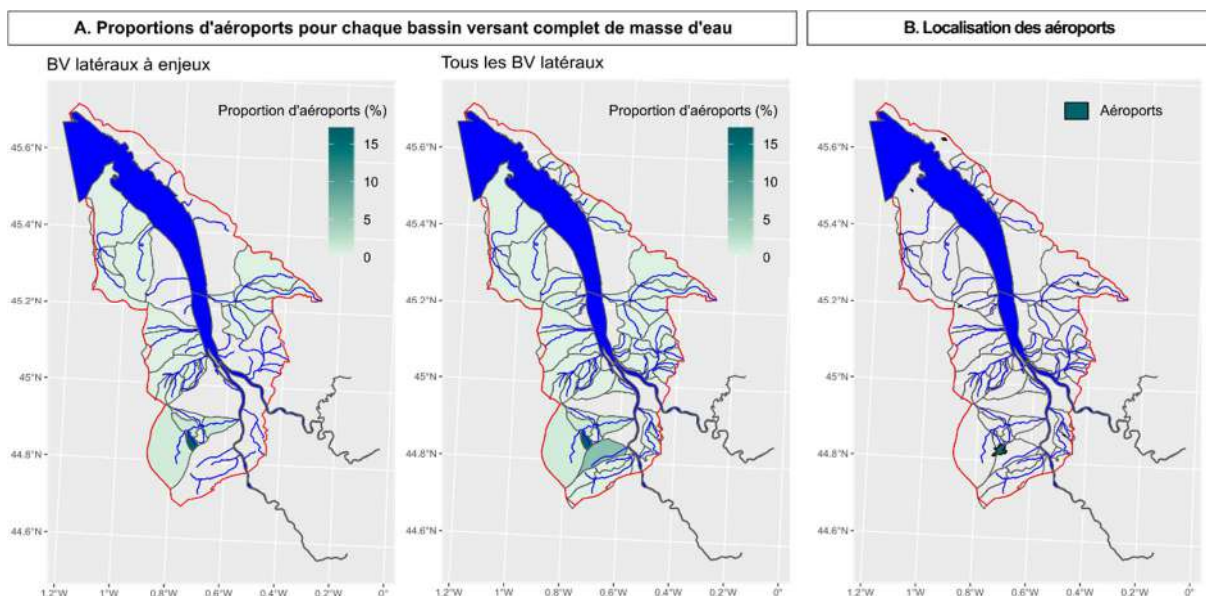 A. Proportions d'aéroports pour chaque bassin versant complet de masse d'eau
B. Localisation des aéroports
BV latéraux à enjeux
Tous les BV latéraux
Proportion d'aéroports (%)
15
10
5
0
45.6°N
45.4°N
45.2°N
45°N
44.8°N
44.6°N
1.2°W 1°W 0.8°W 0.6°W 0.4°W 0.2°W 0°
Proportion d'aéroports (%)
15
10
5
0
45.6°N
45.4°N
45.2°N
45°N
44.8°N
44.6°N
1.2°W 1°W 0.8°W 0.6°W 0.4°W 0.2°W 0°
Aéroports
45.6°N
45.4°N
45.2°N
45°N
44.8°N
44.6°N
1.2°W 1°W 0.8°W 0.6°W 0.4°W 0.2°W 0°